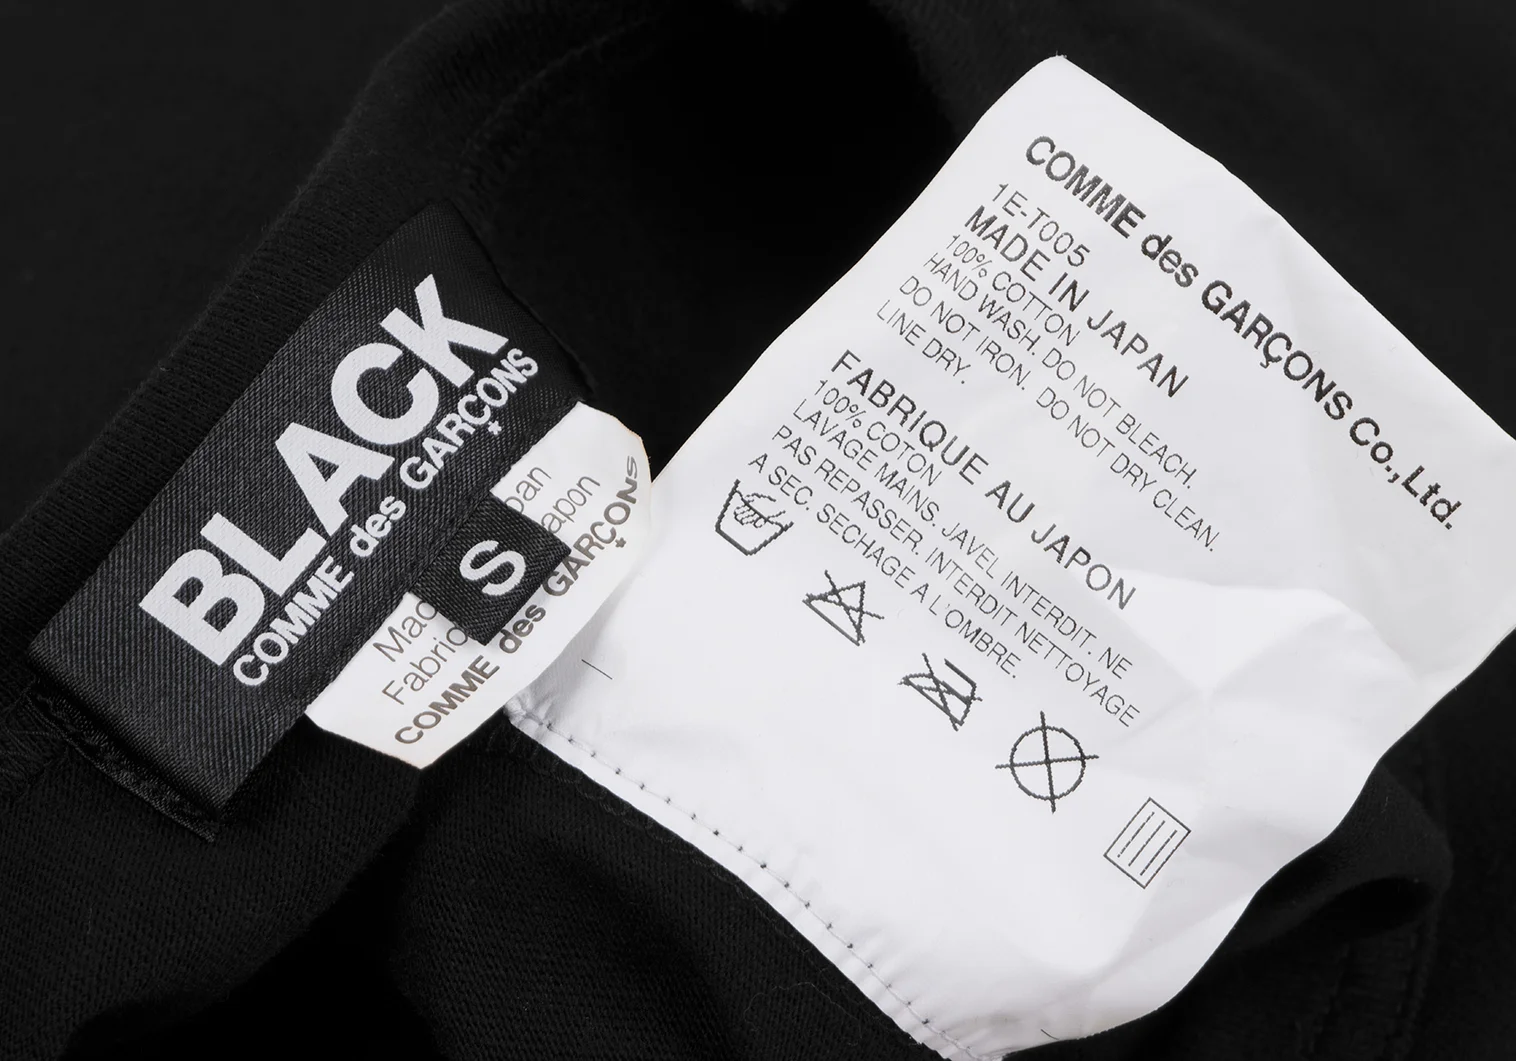 BLACK
COMME des GARÇONS
S
COMME des GARÇONS
COMME des GARÇONS Co.,Ltd.
1E-T005
MADE IN JAPAN
100% COTTON
HAND WASH. DO NOT BLEACH.
DO NOT IRON. DO NOT DRY CLEAN.
LINE DRY.
FABRIQUE AU JAPON
100% COTON
LAVAGE MAINS. JAVEL INTERDIT. NE
PAS REPASSER. INTERDIT NETTOYAGE
A SEC. SECHAGE A L'OMBRE.